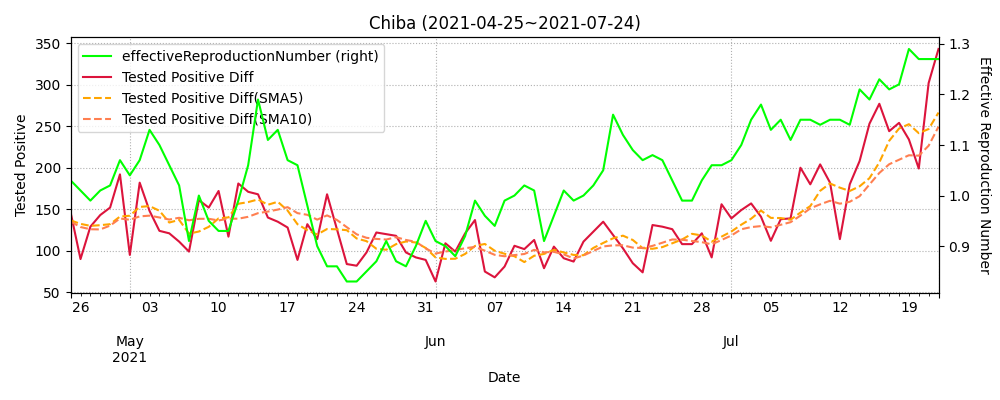 Chiba (2021-04-25~2021-07-24)
effectiveReproductionNumber (right)
Tested Positive Diff
Tested Positive Diff(SMA5)
Tested Positive Diff(SMA10)
Tested Positive
350
300
250
200
150
100
50
1.3
1.2
1.1
1.0
0.9
Effective Reproduction Number
26 03 10 17 24 31 07 14 21 28 05 12 19
May Jun Jul
2021
Date